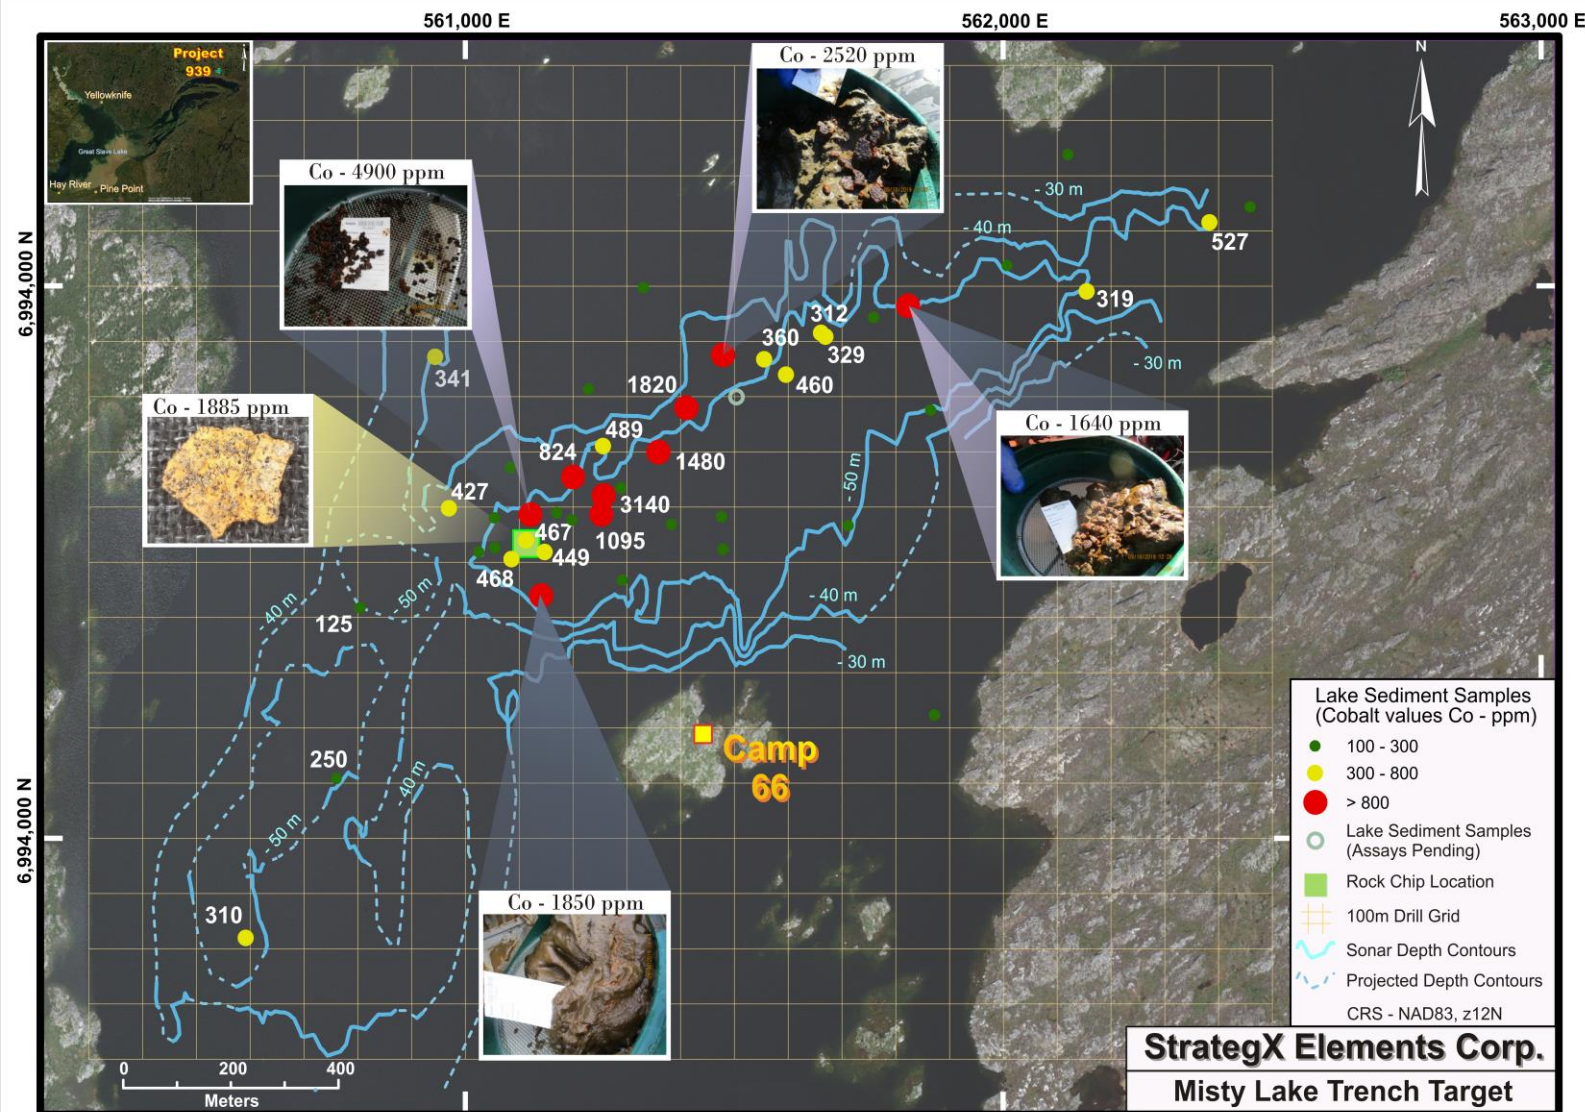 561,000 E
562,000 E
563,000 E
Project
939
Yellowknife
Great Slave Lake
Hay River
Pine Point
N
Co - 2520 ppm
Co - 4900 ppm
- 30 m
- 40 m
527
6,994,000 N
319
312
360
329
- 30 m
341
460
1820
Co - 1885 ppm
489
Co - 1640 ppm
824
1480
- 50 m
427
3140
467
1095
449
468
- 50 m
- 40 m
- 40 m
125
- 30 m
Lake Sediment Samples
(Cobalt values Co - ppm)
100 - 300
300 - 800
> 800
Lake Sediment Samples
(Assays Pending)
Rock Chip Location
100m Drill Grid
Sonar Depth Contours
Projected Depth Contours
CRS - NAD83, z12N
Camp
66
250
- 40 m
- 50 m
6,994,000 N
310
Co - 1850 ppm
0 200 400
Meters
StrategX Elements Corp.
Misty Lake Trench Target